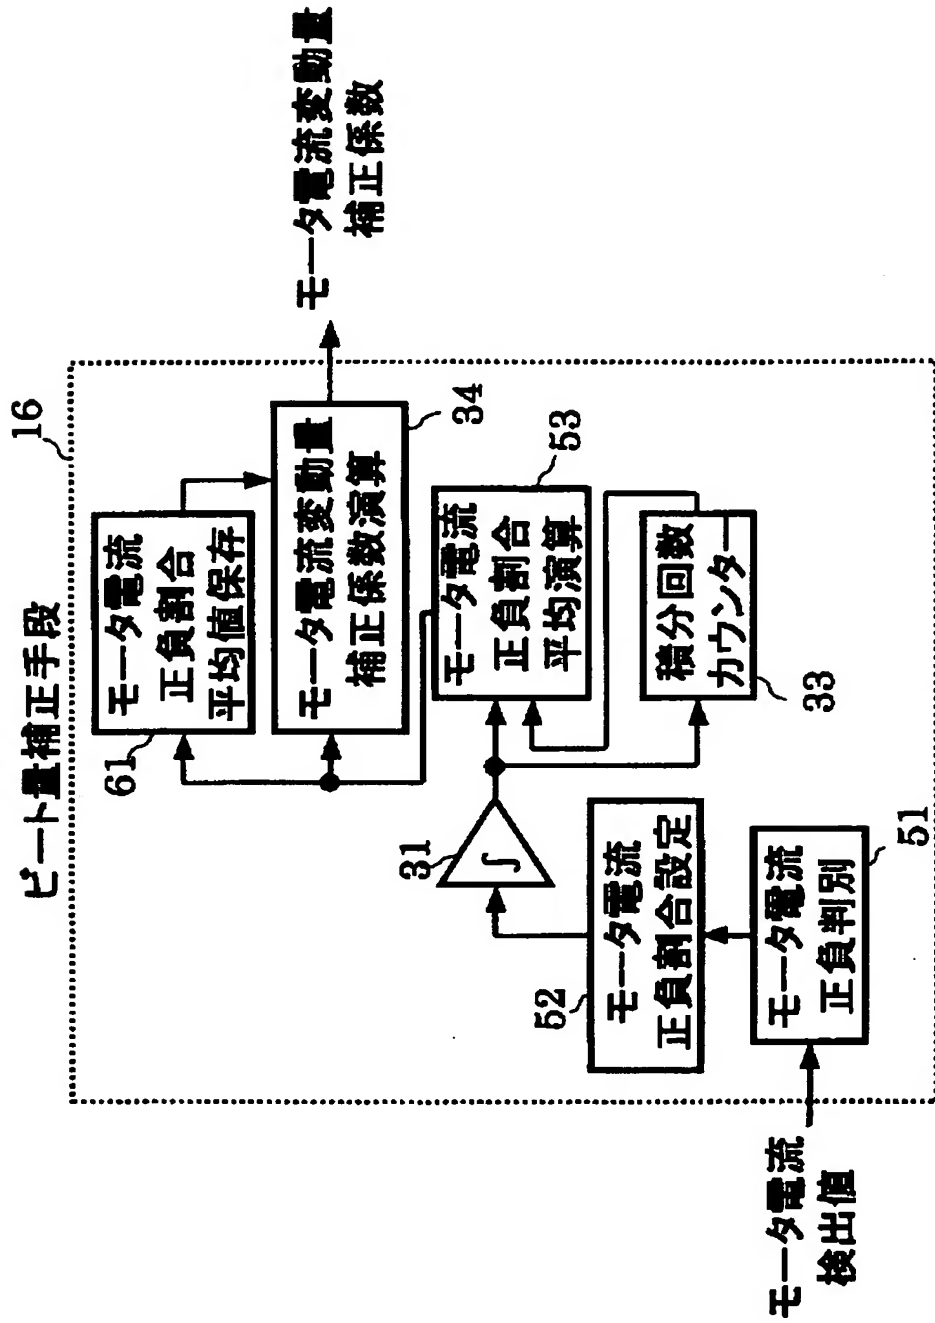 ビート量補正手段
16
61
モータ電流
正負割合
平均値保存
モータ電流変動量
補正係数演算
34
モータ電流変動量
補正係数
31
∫
モータ電流
正負割合
平均演算
53
52
モータ電流
正負割合設定
積分回数
カウンター
33
モータ電流
検出値
モータ電流
正負判別
51